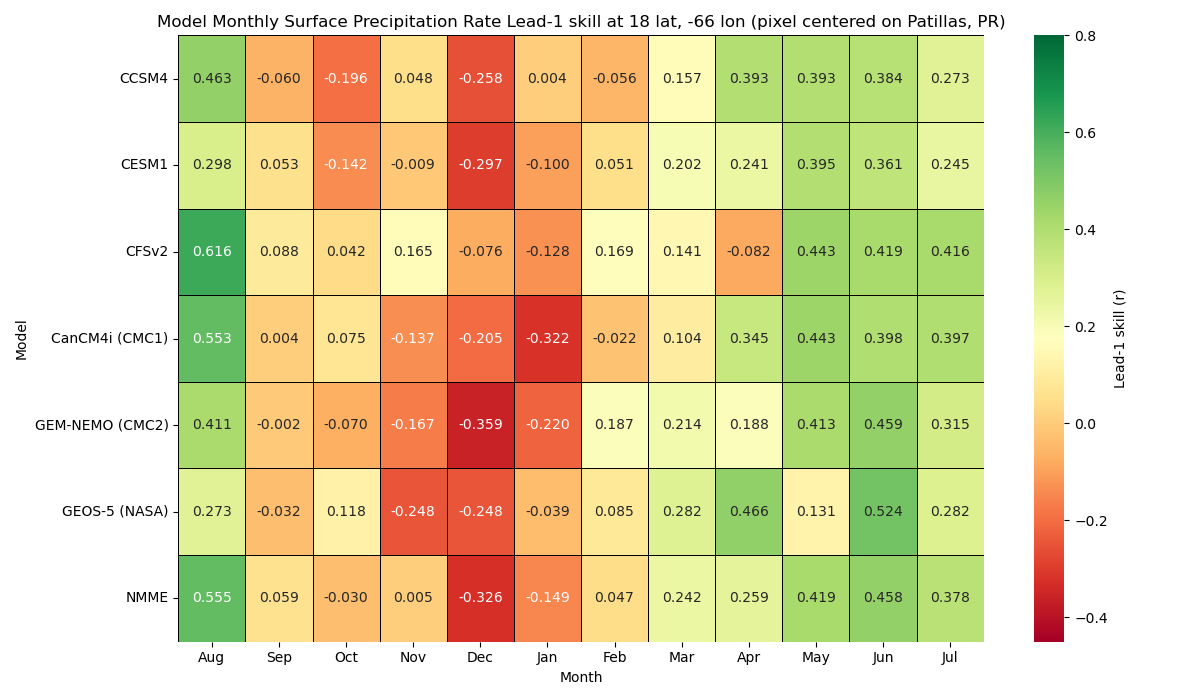 Model Monthly Surface Precipitation Rate Lead-1 skill at 18 lat, -66 lon (pixel centered on Patillas, PR)
Model
CCSM4 0.463 -0.060 -0.196 0.048 -0.258 0.004 -0.056 0.157 0.393 0.393 0.384 0.273
CESM1 0.298 0.053 -0.142 -0.009 -0.297 -0.100 0.051 0.202 0.241 0.395 0.361 0.245
CFSv2 0.616 0.088 0.042 0.165 -0.076 -0.128 0.169 0.141 -0.082 0.443 0.419 0.416
CanCM4i (CMC1) 0.553 0.004 0.075 -0.137 -0.205 -0.322 -0.022 0.104 0.345 0.443 0.398 0.397
GEM-NEMO (CMC2) 0.411 -0.002 -0.070 -0.167 -0.359 -0.220 0.187 0.214 0.188 0.413 0.459 0.315
GEOS-5 (NASA) 0.273 -0.032 0.118 -0.248 -0.248 -0.039 0.085 0.282 0.466 0.131 0.524 0.282
NMME 0.555 0.059 -0.030 0.005 -0.326 -0.149 0.047 0.242 0.259 0.419 0.458 0.378
Aug Sep Oct Nov Dec Jan Feb Mar Apr May Jun Jul
Month
0.8
0.6
0.4
0.2
0.0
−0.2
−0.4
Lead-1 skill (r)